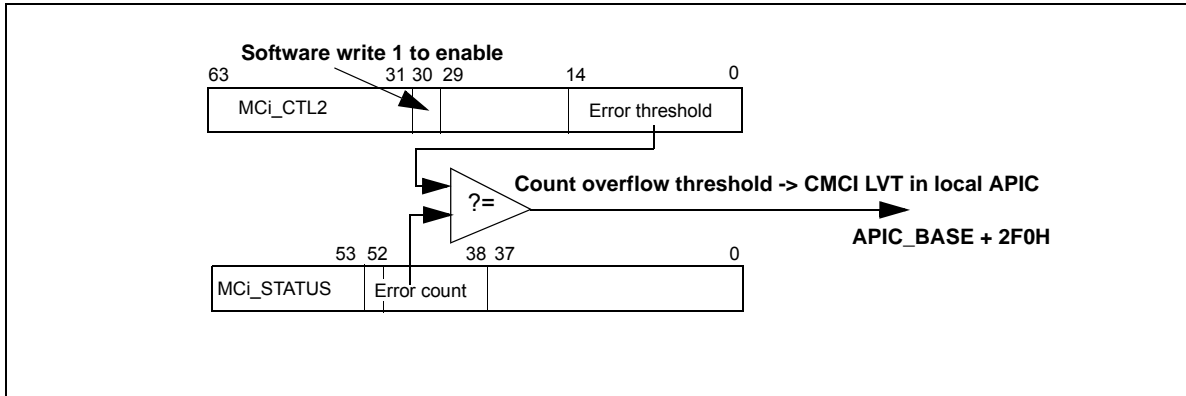 Software write 1 to enable
63 31 30 29 14 0
MCi_CTL2 Error threshold
?=
Count overflow threshold -> CMCI LVT in local APIC
APIC_BASE + 2F0H
53 52 38 37 0
MCi_STATUS Error count